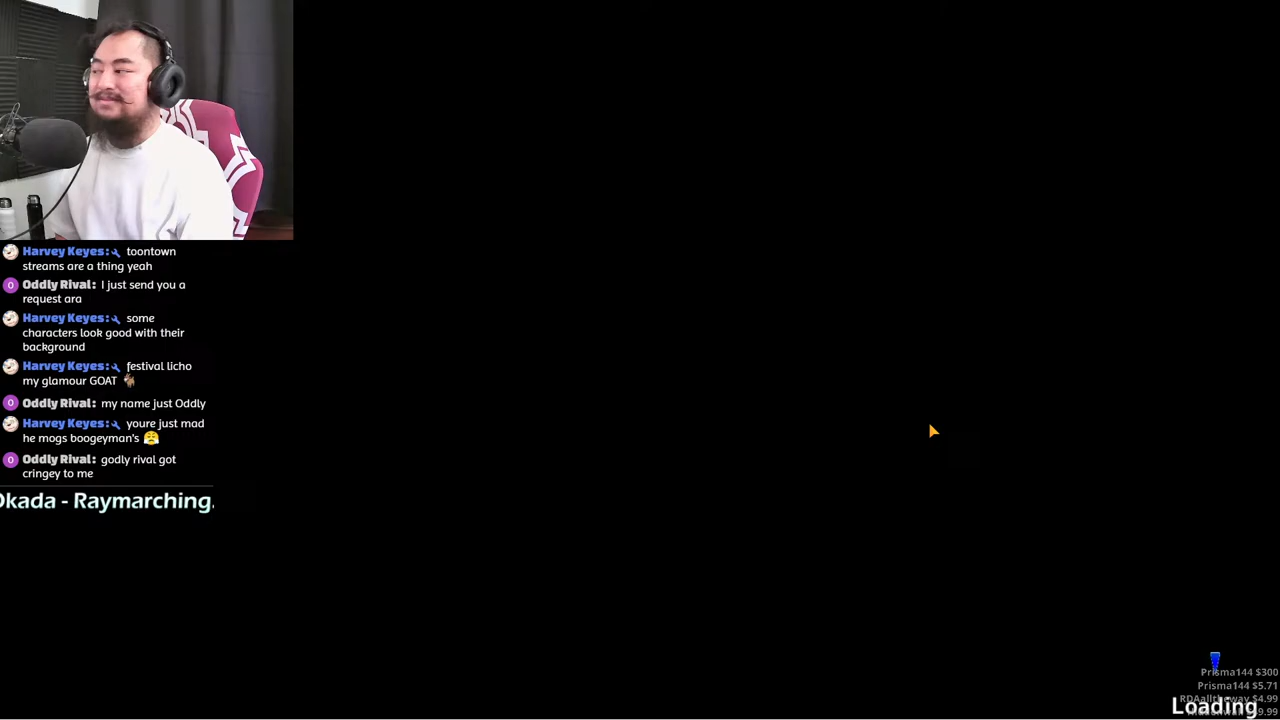 Harvey Keyes: toontown
streams are a thing yeah
O Oddly Rival: I just send you a
request ara
Harvey Keyes: some
characters look good with their
background
Harvey Keyes: festival licho
my glamour GOAT
O Oddly Rival: my name just Oddly
Harvey Keyes: youre just mad
he mogs boogeyman's
O Oddly Rival: godly rival got
cringey to me
Okada - Raymarching.
Prisma144 $300
Prisma144 $5.71
RDAalltheway $4.99
Loading